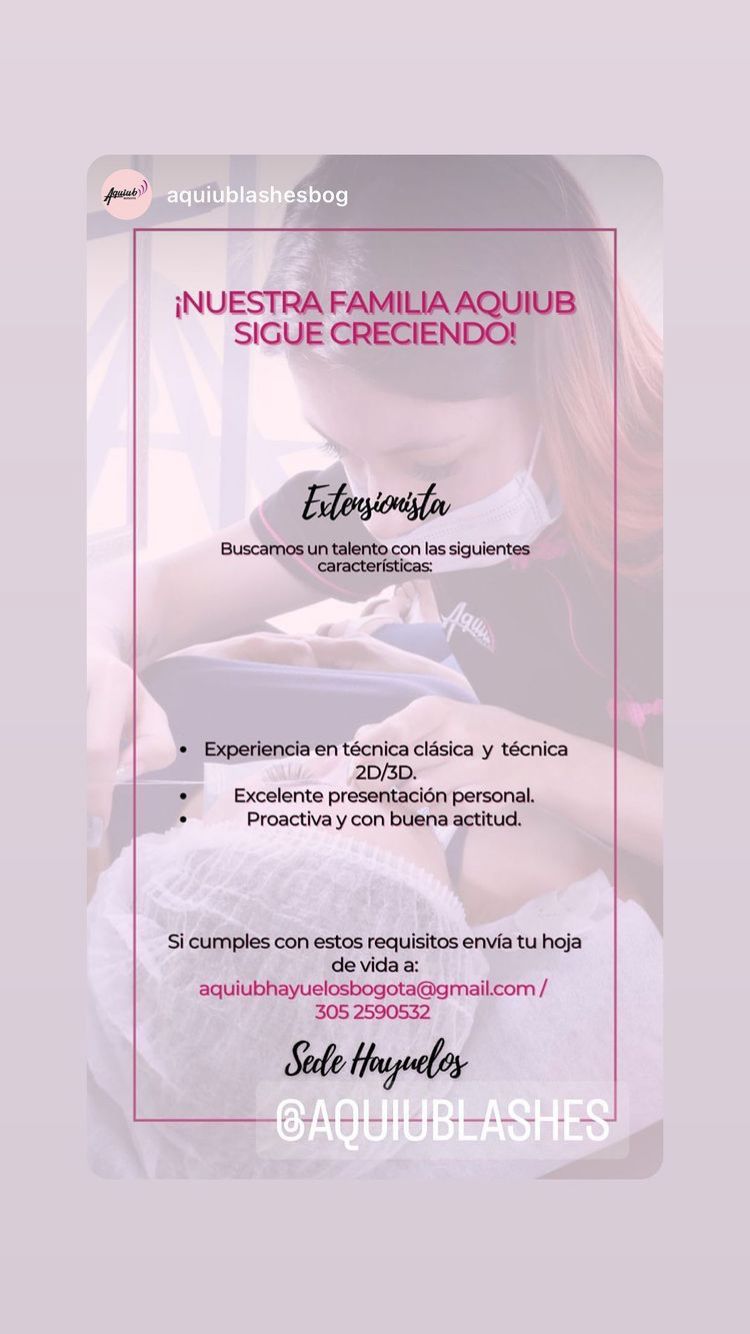 Aquiub
aquiublashesbog
¡NUESTRA FAMILIA AQUIUB
SIGUE CRECIENDO!
Extensionista
Buscamos un talento con las siguientes
características:
Aquiub
• Experiencia en técnica clásica y técnica
2D/3D.
• Excelente presentación personal.
• Proactiva y con buena actitud.
Si cumples con estos requisitos envía tu hoja
de vida a:
aquiubhayuelosbogota@gmail.com /
305 2590532
Sede Hayuelos
@AQUIUBLASHES